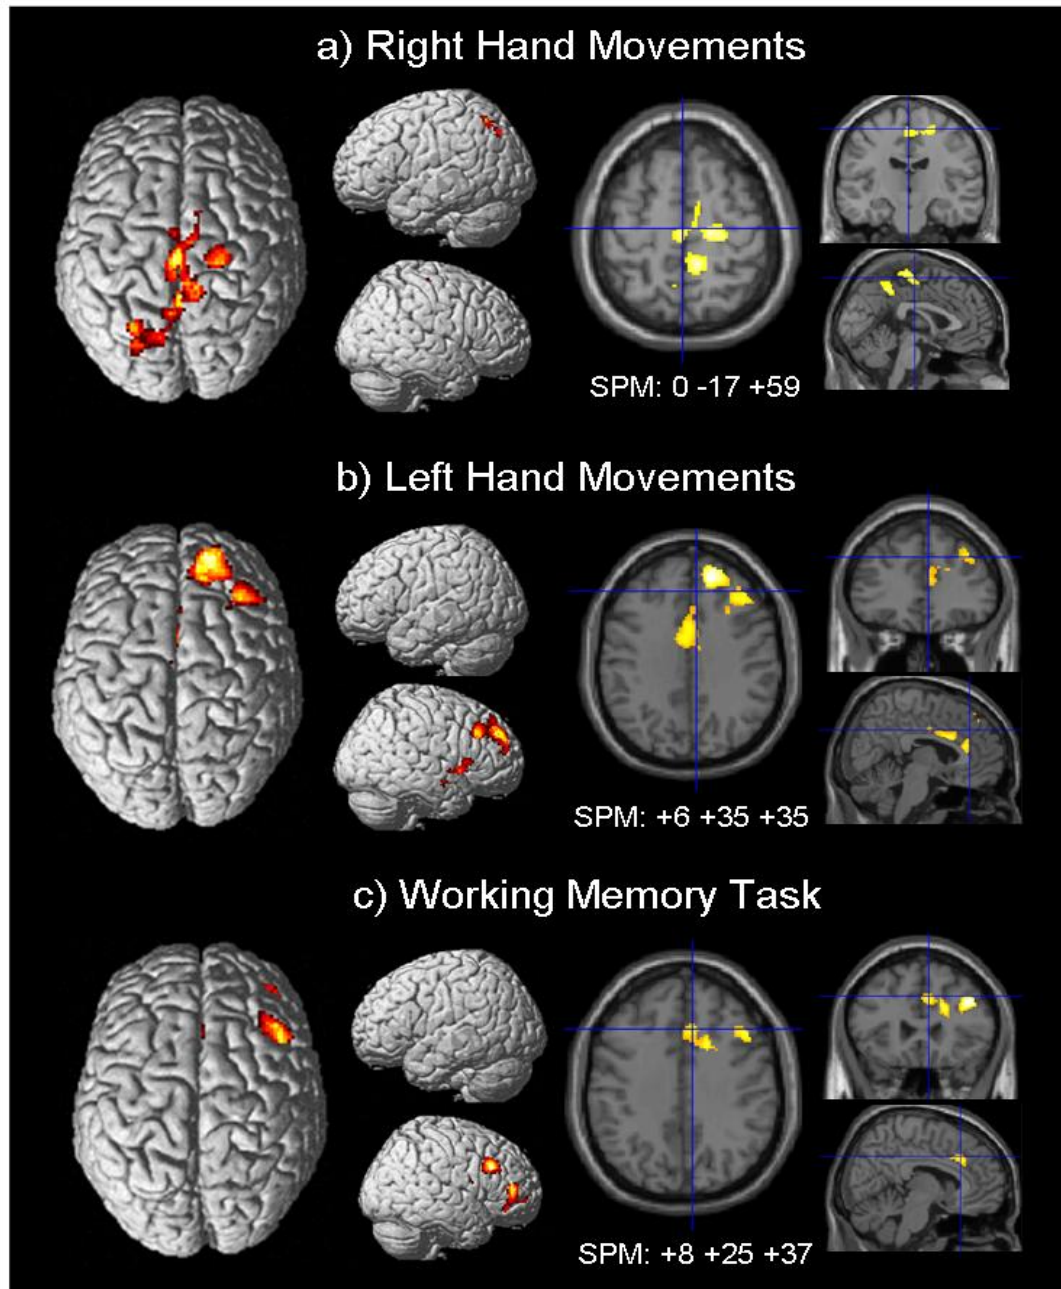 a) Right Hand Movements
SPM: 0 -17 +59
b) Left Hand Movements
SPM: +6 +35 +35
c) Working Memory Task
SPM: +8 +25 +37